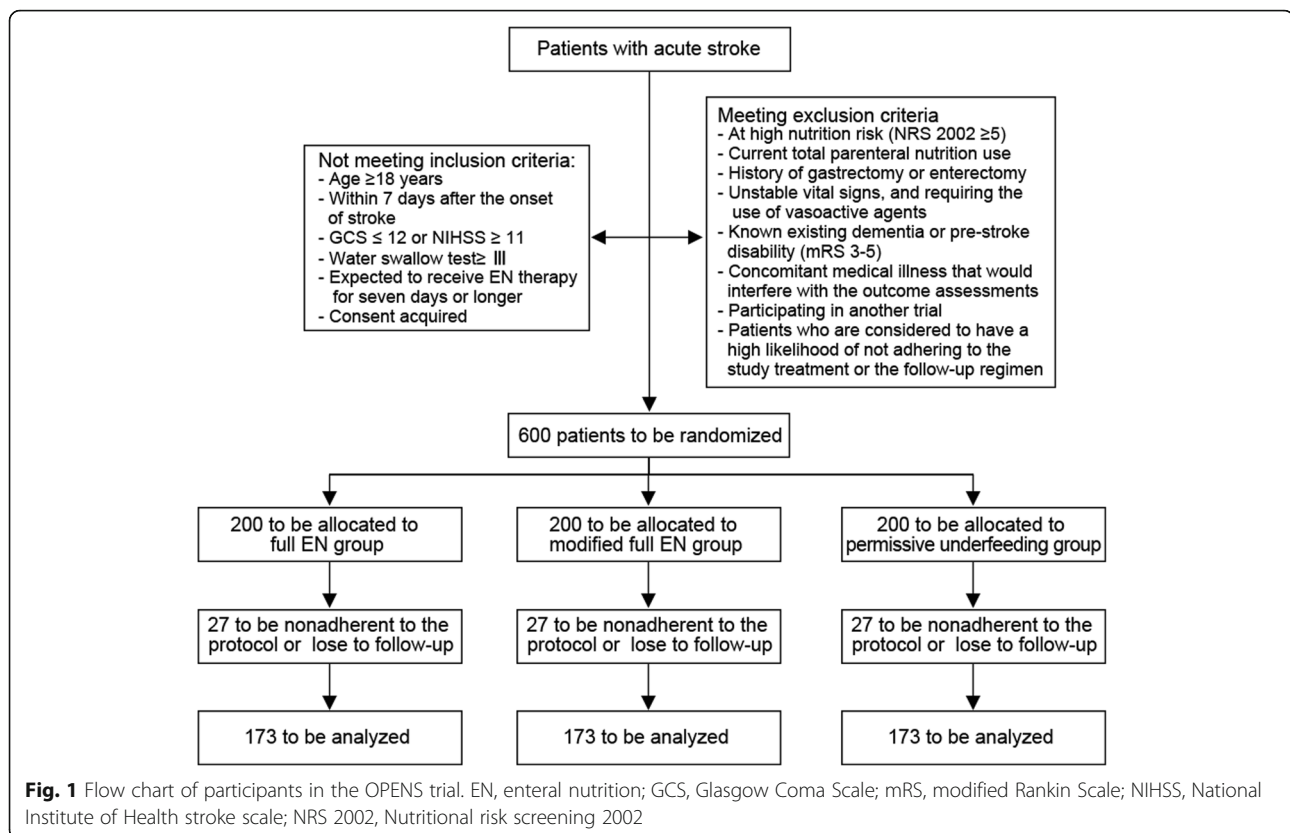 Patients with acute stroke
Not meeting inclusion criteria:
- Age ≥18 years
- Within 7 days after the onset
of stroke
- GCS ≤ 12 or NIHSS ≥ 11
- Water swallow test≥ Ⅲ
- Expected to receive EN therapy
for seven days or longer
- Consent acquired
Meeting exclusion criteria
- At high nutrition risk (NRS 2002 ≥5)
- Current total parenteral nutrition use
- History of gastrectomy or enterectomy
- Unstable vital signs, and requiring the
use of vasoactive agents
- Known existing dementia or pre-stroke
disability (mRS 3-5)
- Concomitant medical illness that would
interfere with the outcome assessments
- Participating in another trial
- Patients who are considered to have a
high likelihood of not adhering to the
study treatment or the follow-up regimen
600 patients to be randomized
200 to be allocated to
full EN group
200 to be allocated to
modified full EN group
200 to be allocated to
permissive underfeeding group
27 to be nonadherent to the
protocol or lose to follow-up
27 to be nonadherent to the
protocol or lose to follow-up
27 to be nonadherent to the
protocol or lose to follow-up
173 to be analyzed
173 to be analyzed
173 to be analyzed
Fig. 1 Flow chart of participants in the OPENS trial. EN, enteral nutrition; GCS, Glasgow Coma Scale; mRS, modified Rankin Scale; NIHSS, National
Institute of Health stroke scale; NRS 2002, Nutritional risk screening 2002